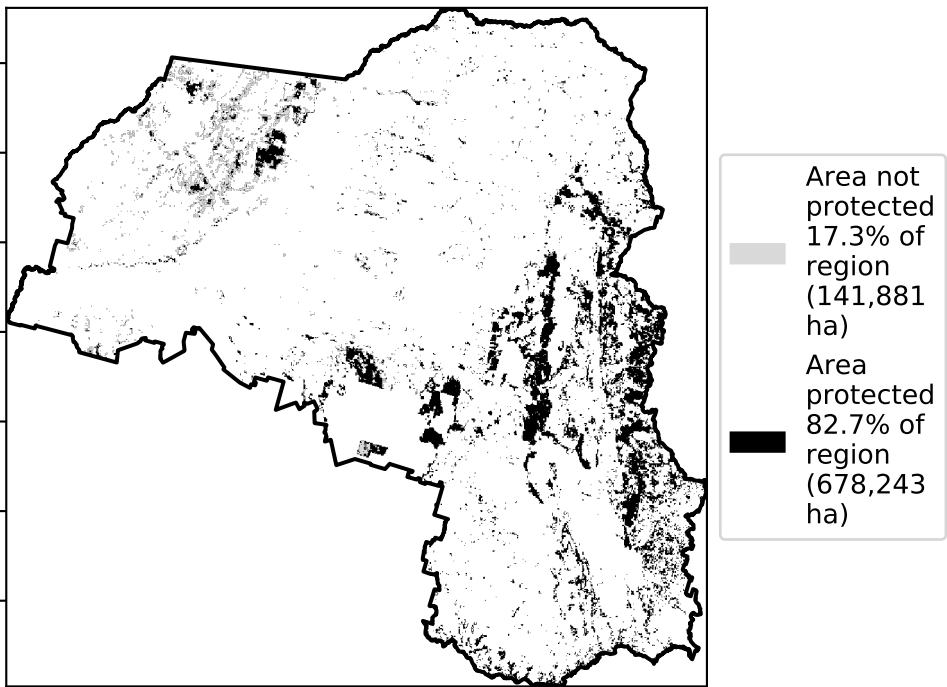 Area not
protected
17.3% of
region
(141,881
ha)
Area
protected
82.7% of
region
(678,243
ha)